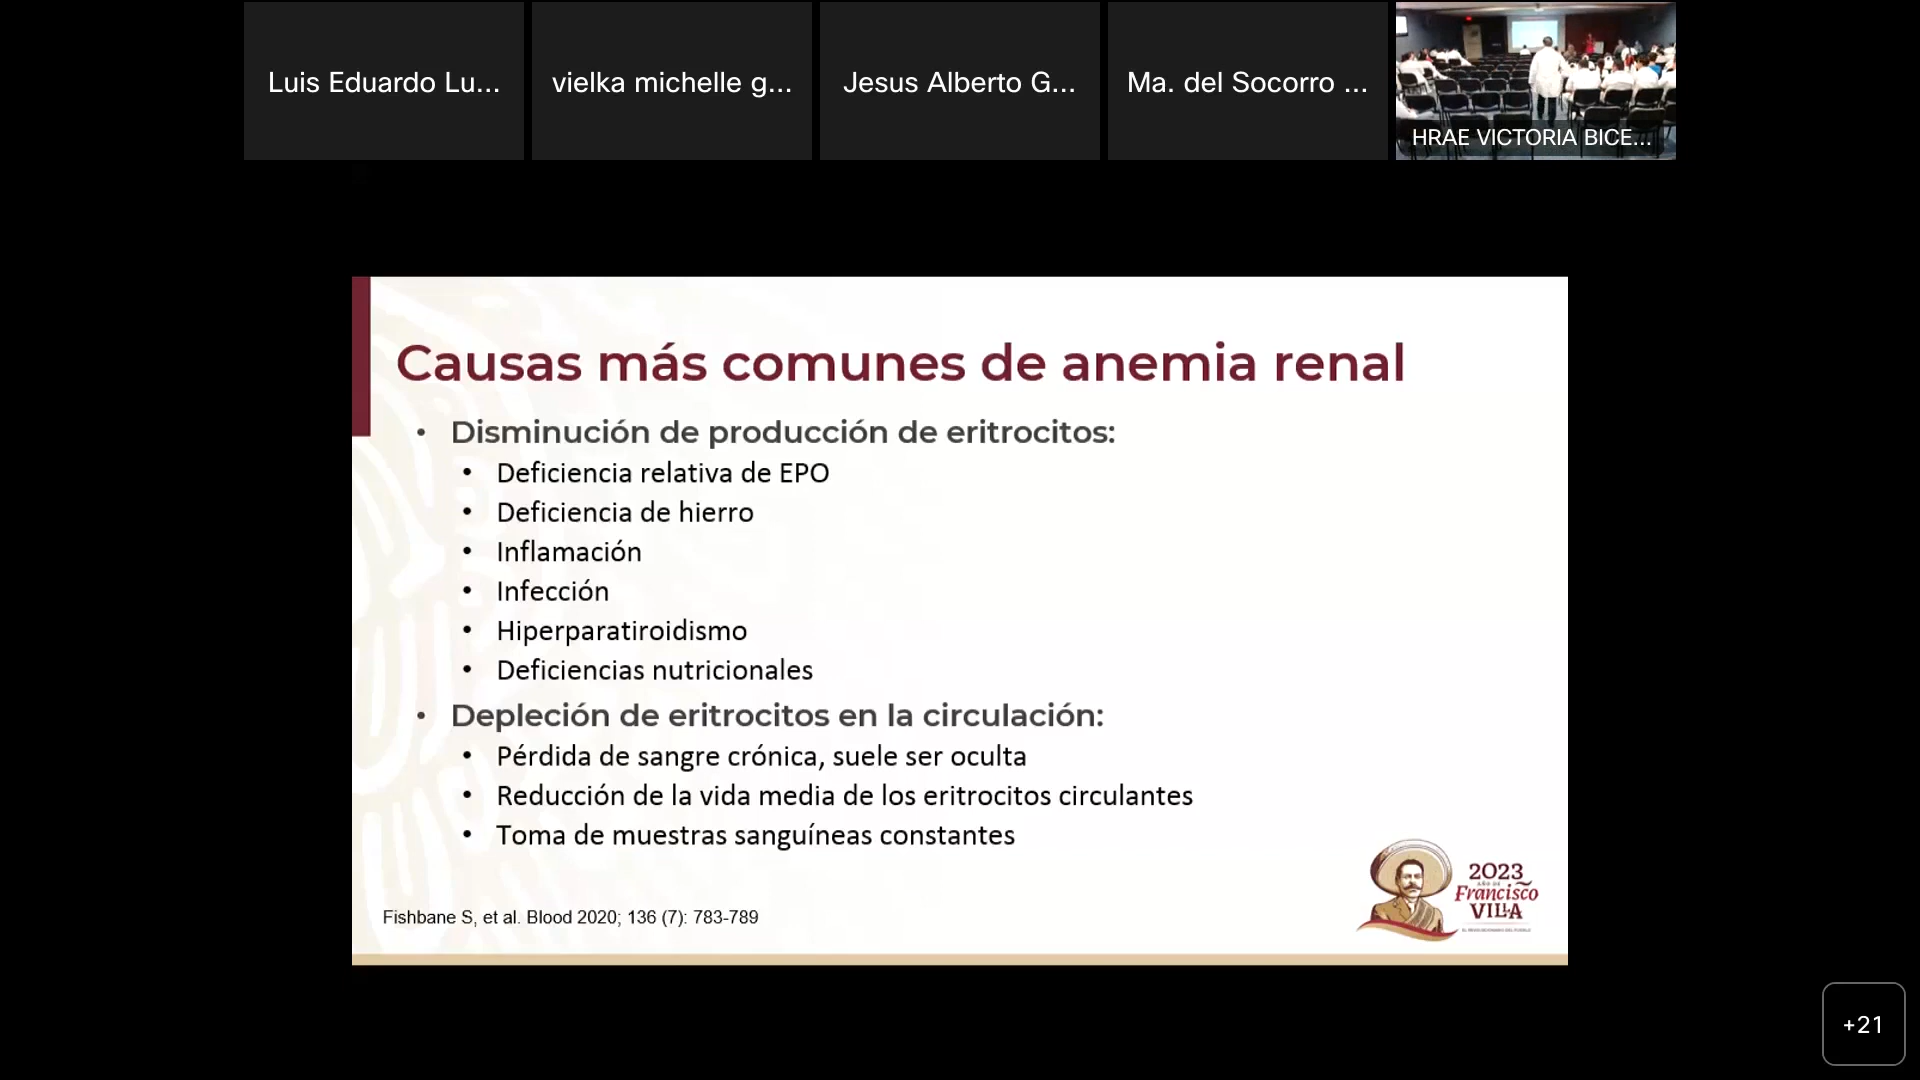 Luis Eduardo Lu...
vielka michelle g...
Jesus Alberto G...
Ma. del Socorro ...
HRAE VICTORIA BICE...
Causas más comunes de anemia renal
• Disminución de producción de eritrocitos:
• Deficiencia relativa de EPO
• Deficiencia de hierro
• Inflamación
• Infección
• Hiperparatiroidismo
• Deficiencias nutricionales
• Depleción de eritrocitos en la circulación:
• Pérdida de sangre crónica, suele ser oculta
• Reducción de la vida media de los eritrocitos circulantes
• Toma de muestras sanguíneas constantes
Fishbane S, et al. Blood 2020; 136 (7): 783-789
2023
AÑO DE
Francisco
VILLA
+21